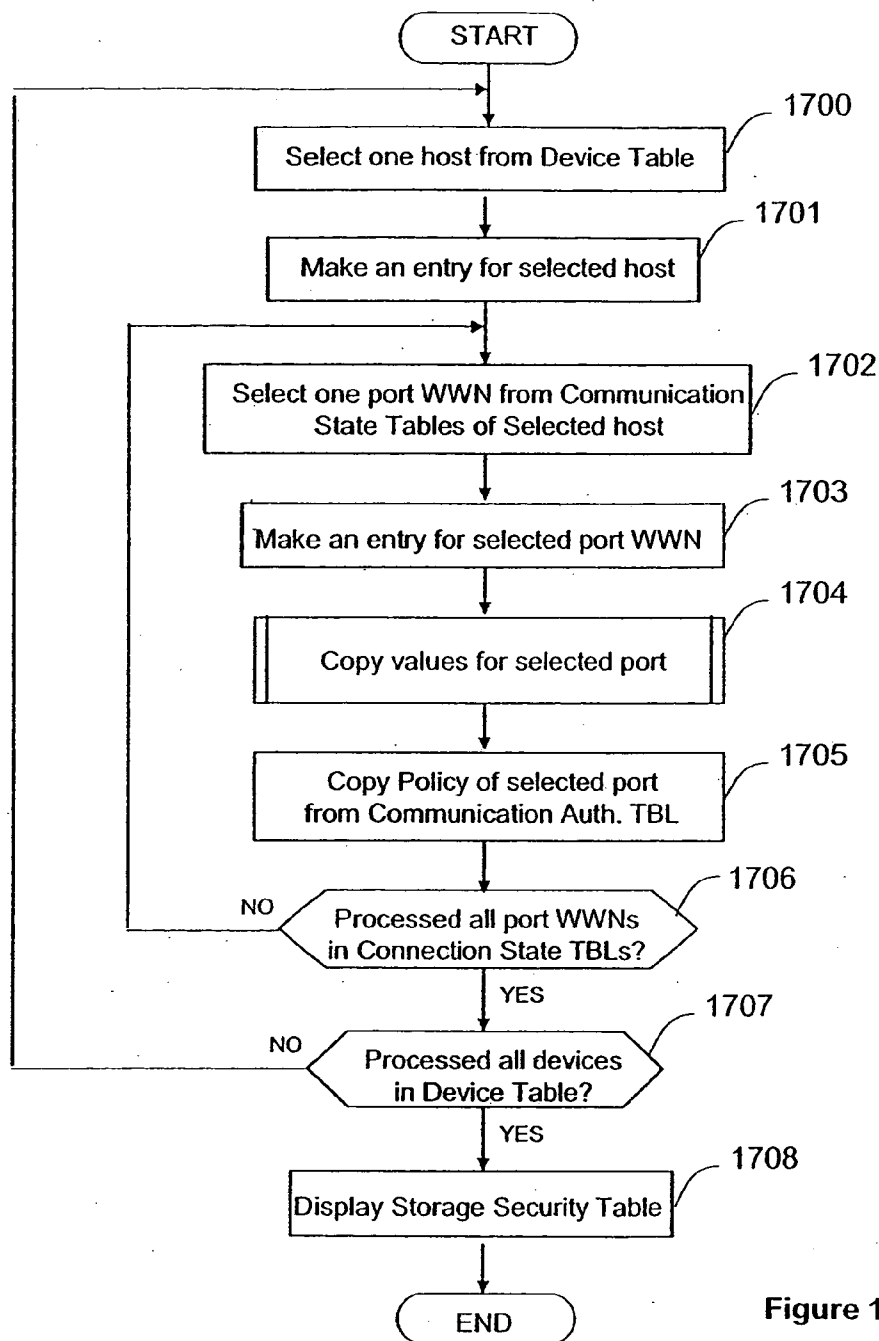 START
1700
Select one host from Device Table
1701
Make an entry for selected host
1702
Select one port WWN from Communication
State Tables of Selected host
1703
Make an entry for selected port WWN
1704
Copy values for selected port
1705
Copy Policy of selected port
from Communication Auth. TBL
1706
NO
Processed all port WWNs
in Connection State TBLs?
YES
1707
NO
Processed all devices
in Device Table?
YES
1708
Display Storage Security Table
END
Figure 1